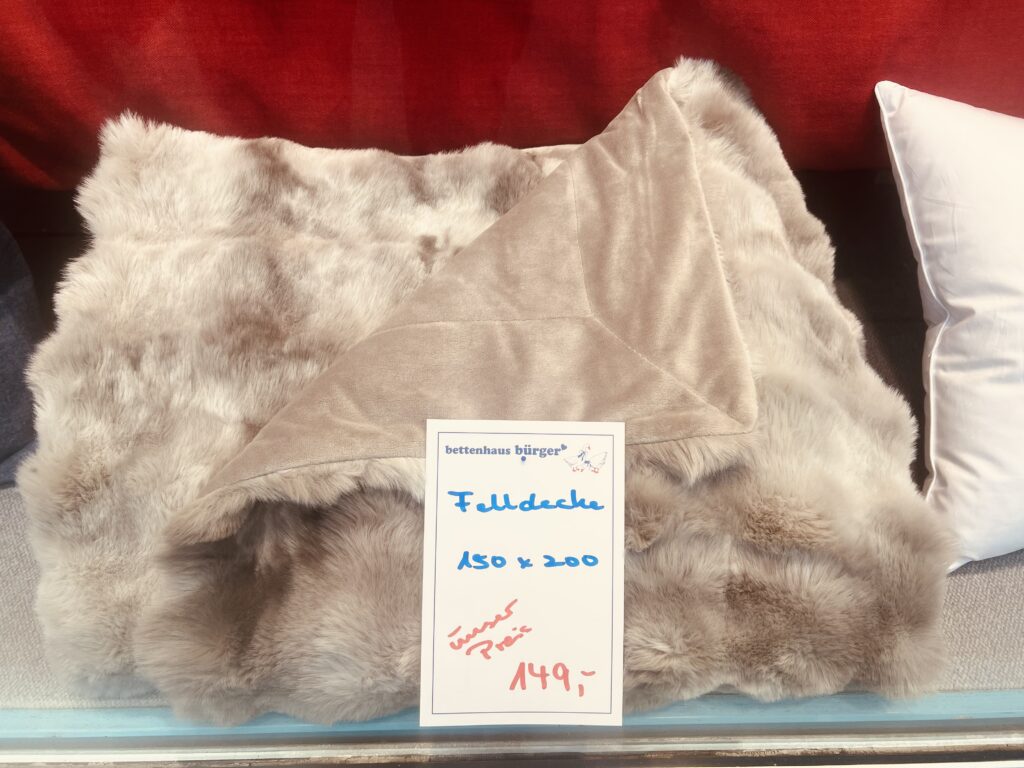 bettenhaus bürger
Felldecke
150 x 200
unser
Preis
149,-